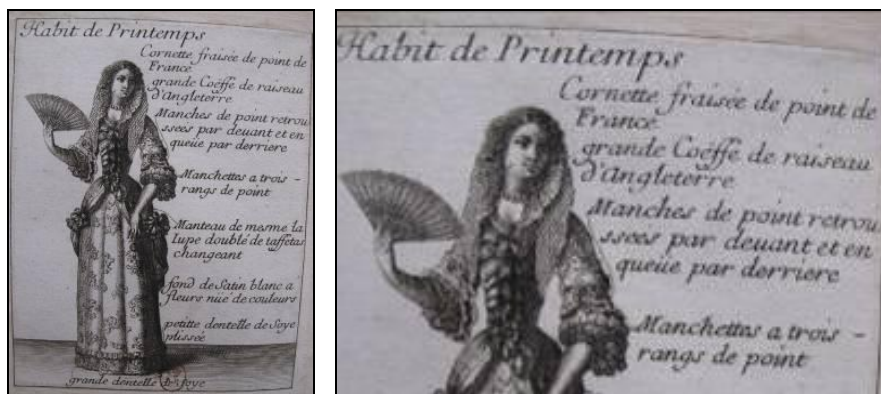 Habit de Printemps
Cornette fraisée de point de
France
grande Coëffe de raiseau
d'Angleterre
Manches de point retrou
ssees par deuant et en
queüe par derriere
Manchettes a trois -
rangs de point
Manteau de mesme la
Iupe doublé de taffetas
changeant
fond de Satin blanc a
fleurs nüé de couleurs
petitte dentelle de Soye
plissée
grande dentelle de soye
Habit de Printemps
Cornette fraisée de point de
France
grande Coëffe de raiseau
d'Angleterre
Manches de point retrou
ssees par deuant et en
queüe par derriere
Manchettes a trois -
rangs de point